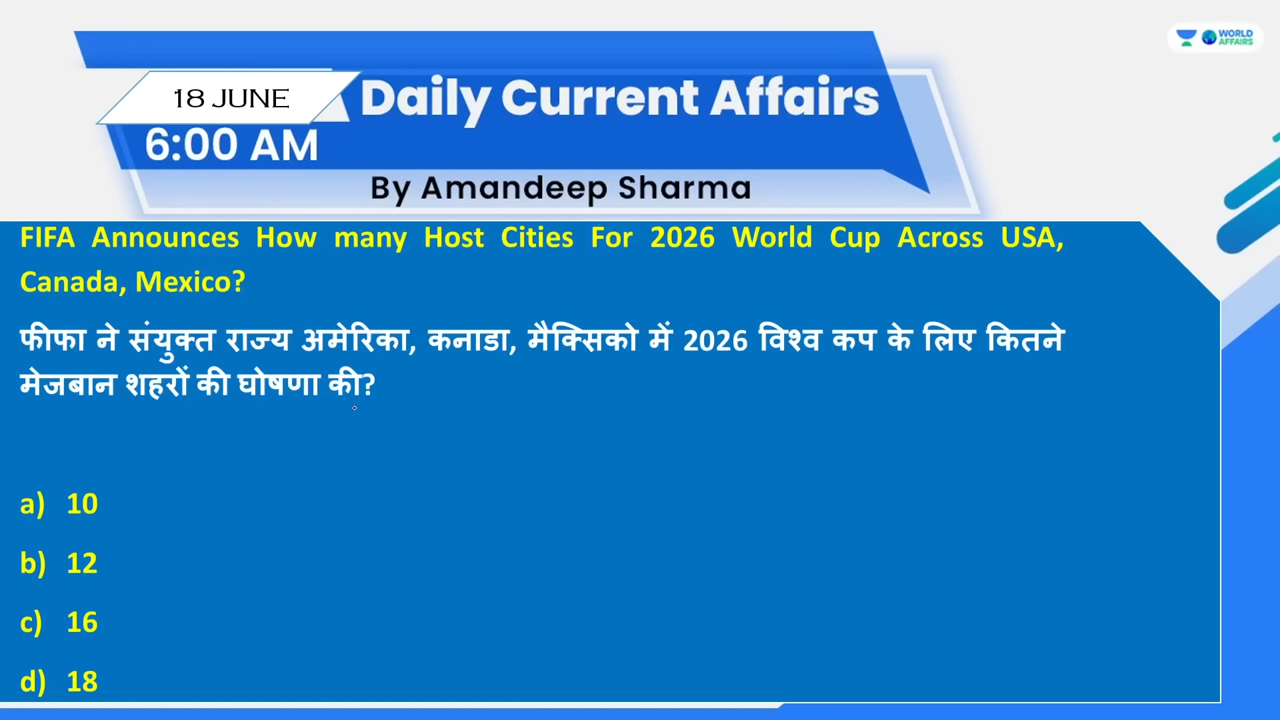 WORLD
AFFAIRS
18 JUNE
Daily Current Affairs
6:00 AM
By Amandeep Sharma
FIFA Announces How many Host Cities For 2026 World Cup Across USA,
Canada, Mexico?
फीफा ने संयुक्त राज्य अमेरिका, कनाडा, मैक्सिको में 2026 विश्व कप के लिए कितने
मेजबान शहरों की घोषणा की?
a) 10
b) 12
c) 16
d) 18